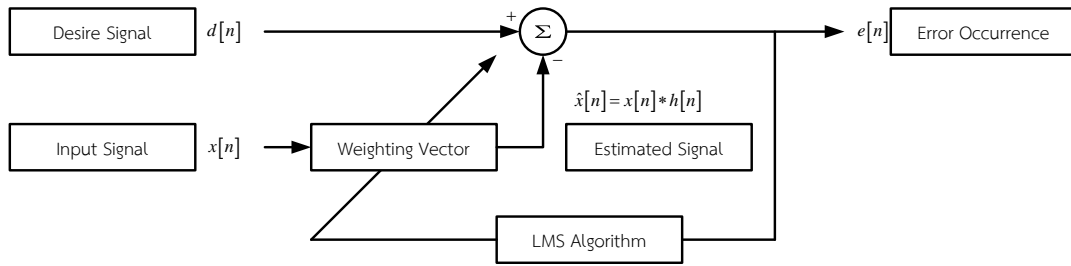 Desire Signal d[n] + Σ e[n] Error Occurrence
−
x̂[n] = x[n] * h[n]
Input Signal x[n] Weighting Vector Estimated Signal
LMS Algorithm